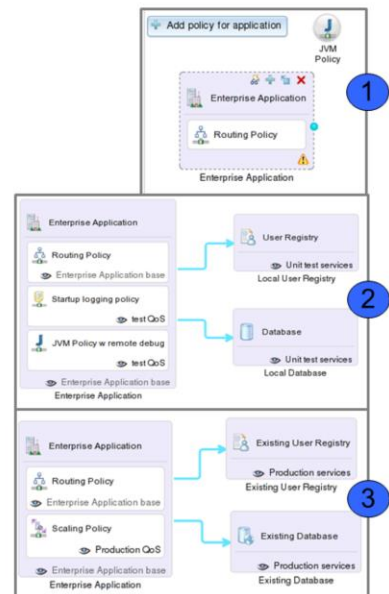 Add policy for application
JVM
Policy
1
Enterprise Application
Routing Policy
Enterprise Application
Enterprise Application
Routing Policy
Enterprise Application base
Startup logging policy
test QoS
JVM Policy w remote debug
test QoS
Enterprise Application base
Enterprise Application
User Registry
Unit test services
Local User Registry
2
Database
Unit test services
Local Database
Enterprise Application
Routing Policy
Enterprise Application base
Scaling Policy
Production QoS
Enterprise Application base
Enterprise Application
Existing User Registry
Production services
Existing User Registry
3
Existing Database
Production services
Existing Database